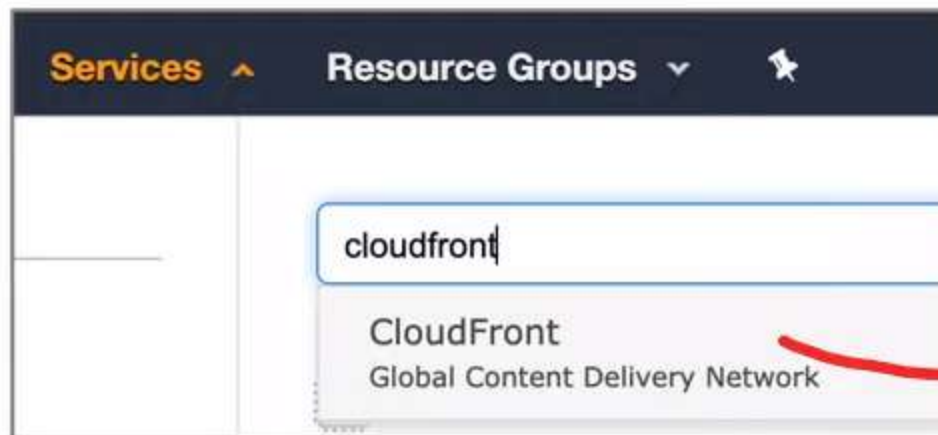 Services Resource Groups
cloudfront
CloudFront
Global Content Delivery Network